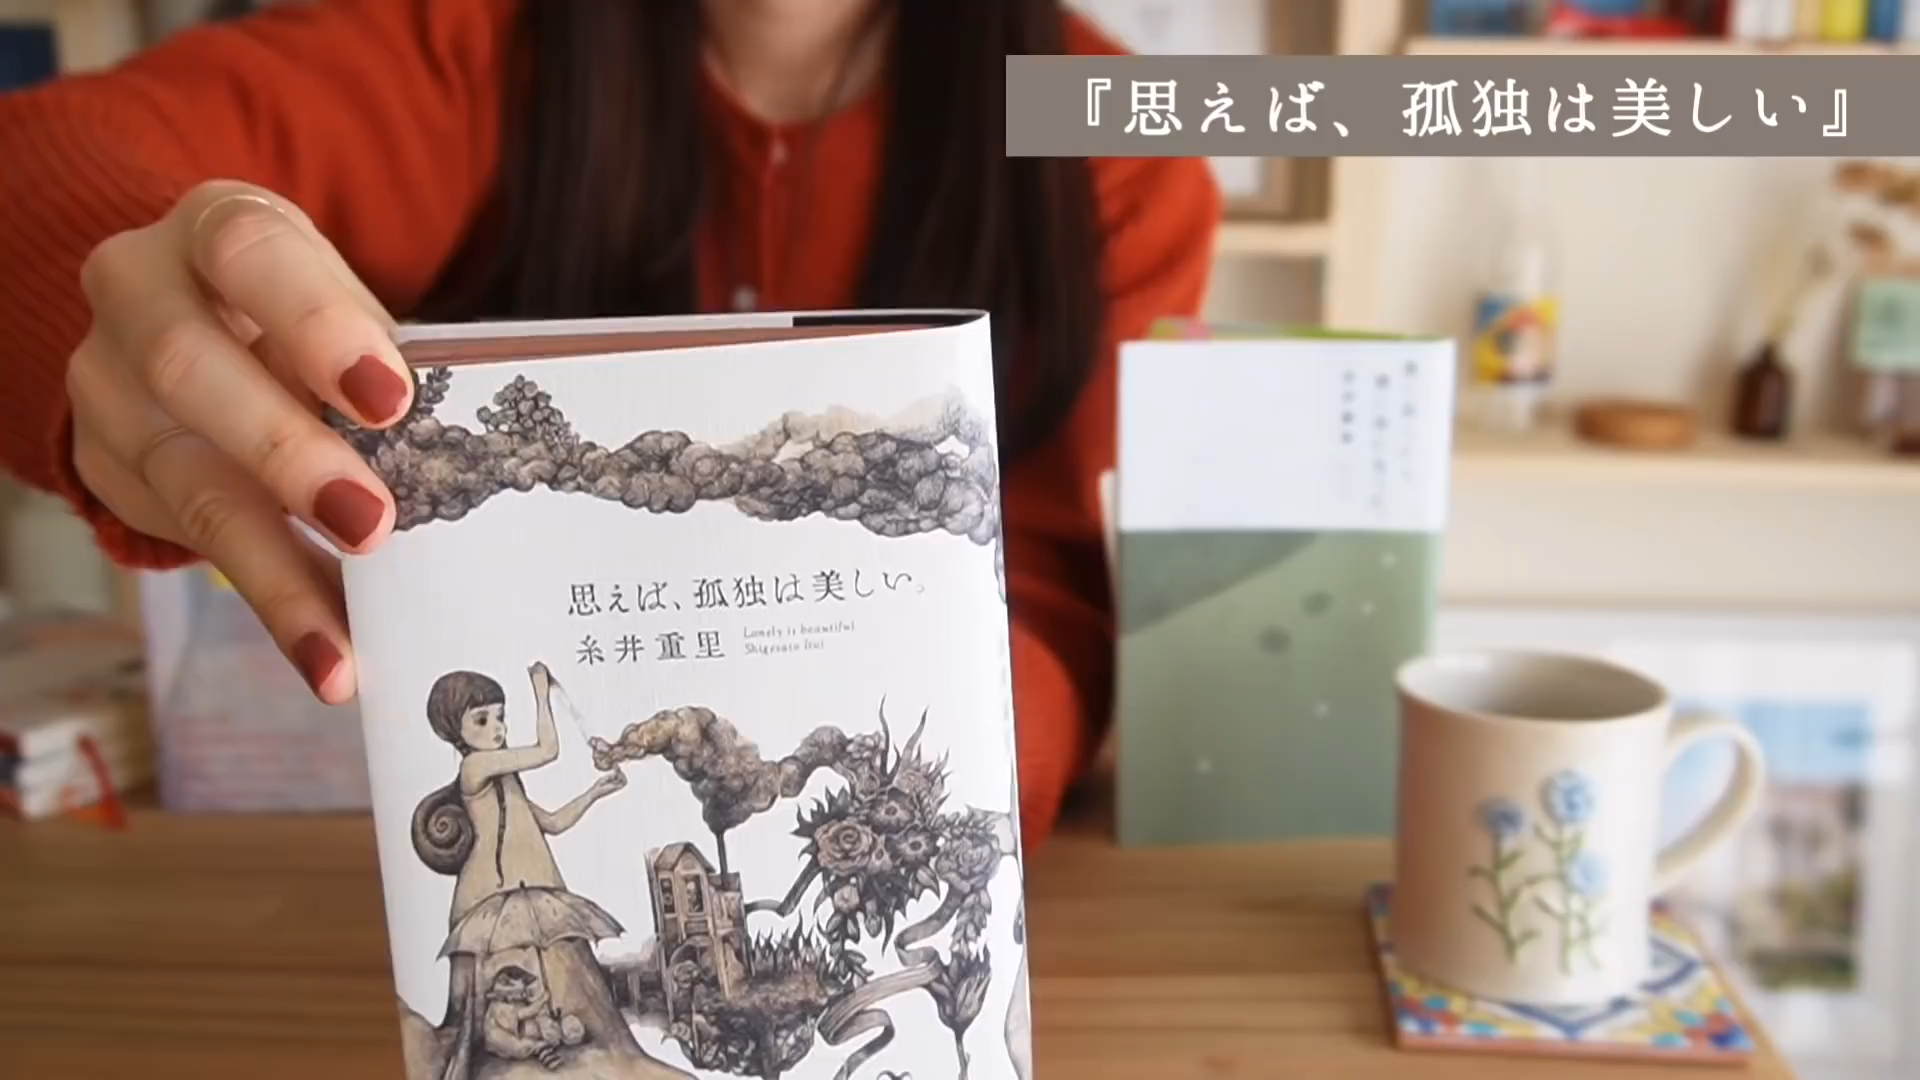 『思えば、孤独は美しい』
思えば、孤独は美しい。
糸井重里
Lonely is beautiful
Shigesato Itoi